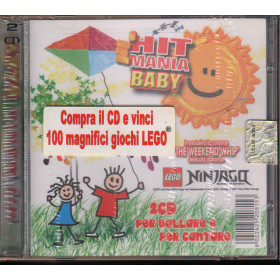 2
HIT
MANIA
BABY
Compra il CD e vinci
100 magnifici giochi LEGO®
THE WEEKEND WHIP
LEGO NINJAGO
2CD
PER BALLARE E
PER CANTARE